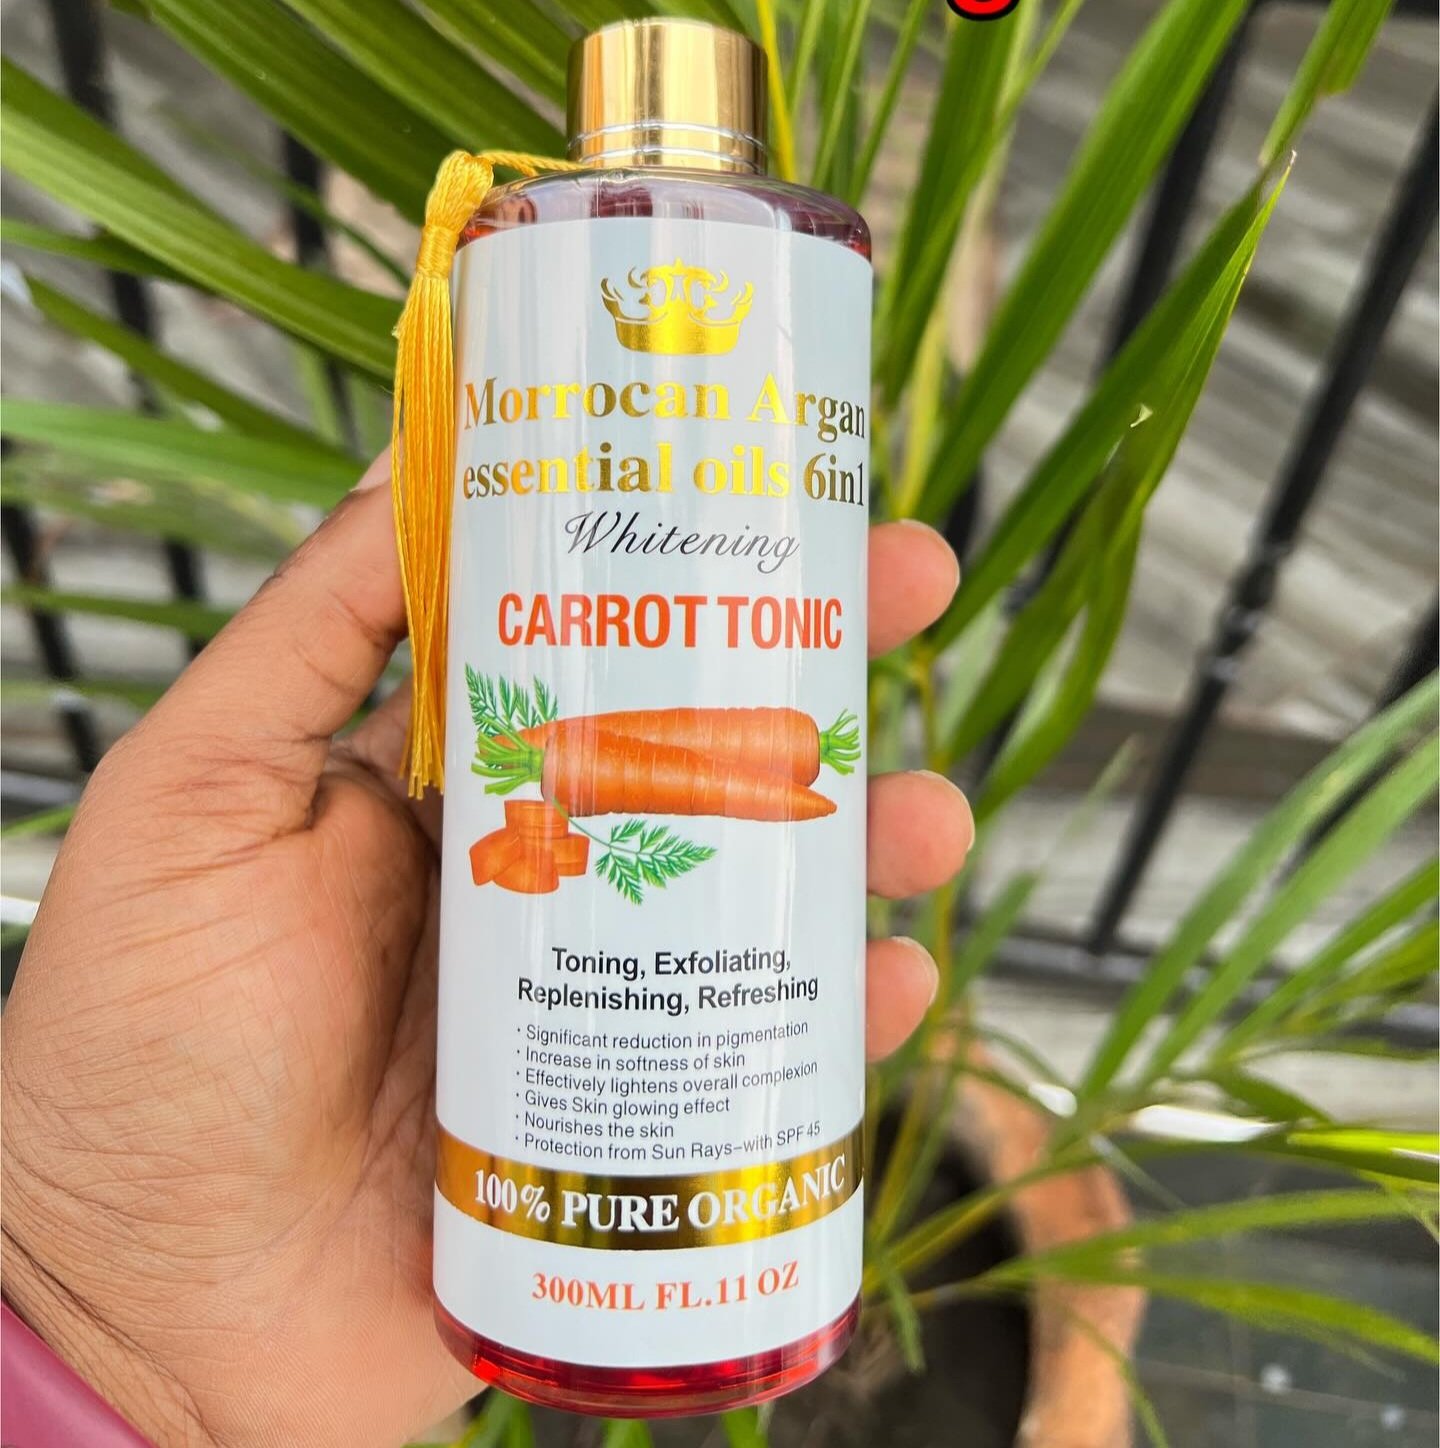 Morrocan Argan
essential oils 6in1
Whitening
CARROT TONIC
Toning, Exfoliating,
Replenishing, Refreshing
· Significant reduction in pigmentation
· Increase in softness of skin
· Effectively lightens overall complexion
· Gives Skin glowing effect
· Nourishes the skin
· Protection from Sun Rays-with SPF 45
100% PURE ORGANIC
300ML FL.11 OZ